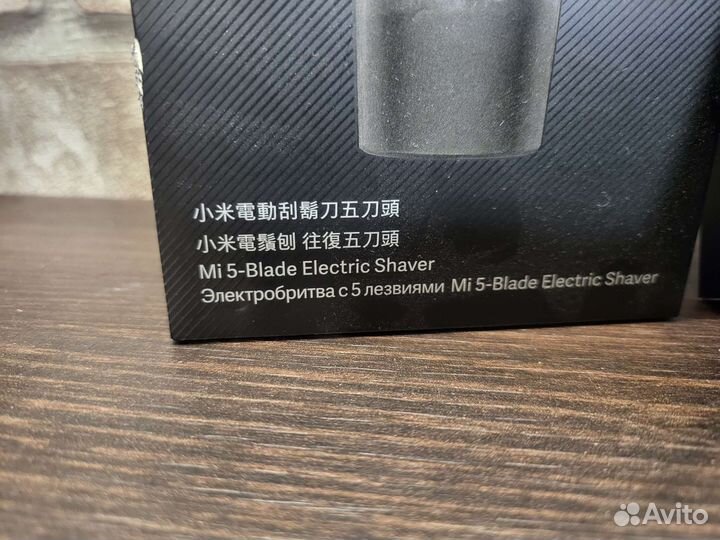 小米電動刮鬍刀五刀頭
小米電鬚刨 往復五刀頭
Mi 5-Blade Electric Shaver
Электробритва с 5 лезвиями Mi 5-Blade Electric Shaver
Avito